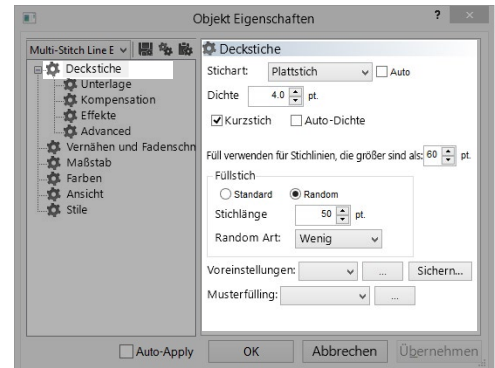 Objekt Eigenschaften ?
Multi-Stitch Line E
Deckstiche
Unterlage
Kompensation
Effekte
Advanced
Vernähen und Fadenschn
Maßstab
Farben
Ansicht
Stile
Deckstiche
Stichart: Plattstich Auto
Dichte 4.0 pt.
Kurzstich Auto-Dichte
Füll verwenden für Stichlinien, die größer sind als: 60 pt.
Füllstich
Standard Random
Stichlänge 50 pt.
Random Art: Wenig
Voreinstellungen: ... Sichern...
Musterfülling: ...
Auto-Apply OK Abbrechen Übernehmen